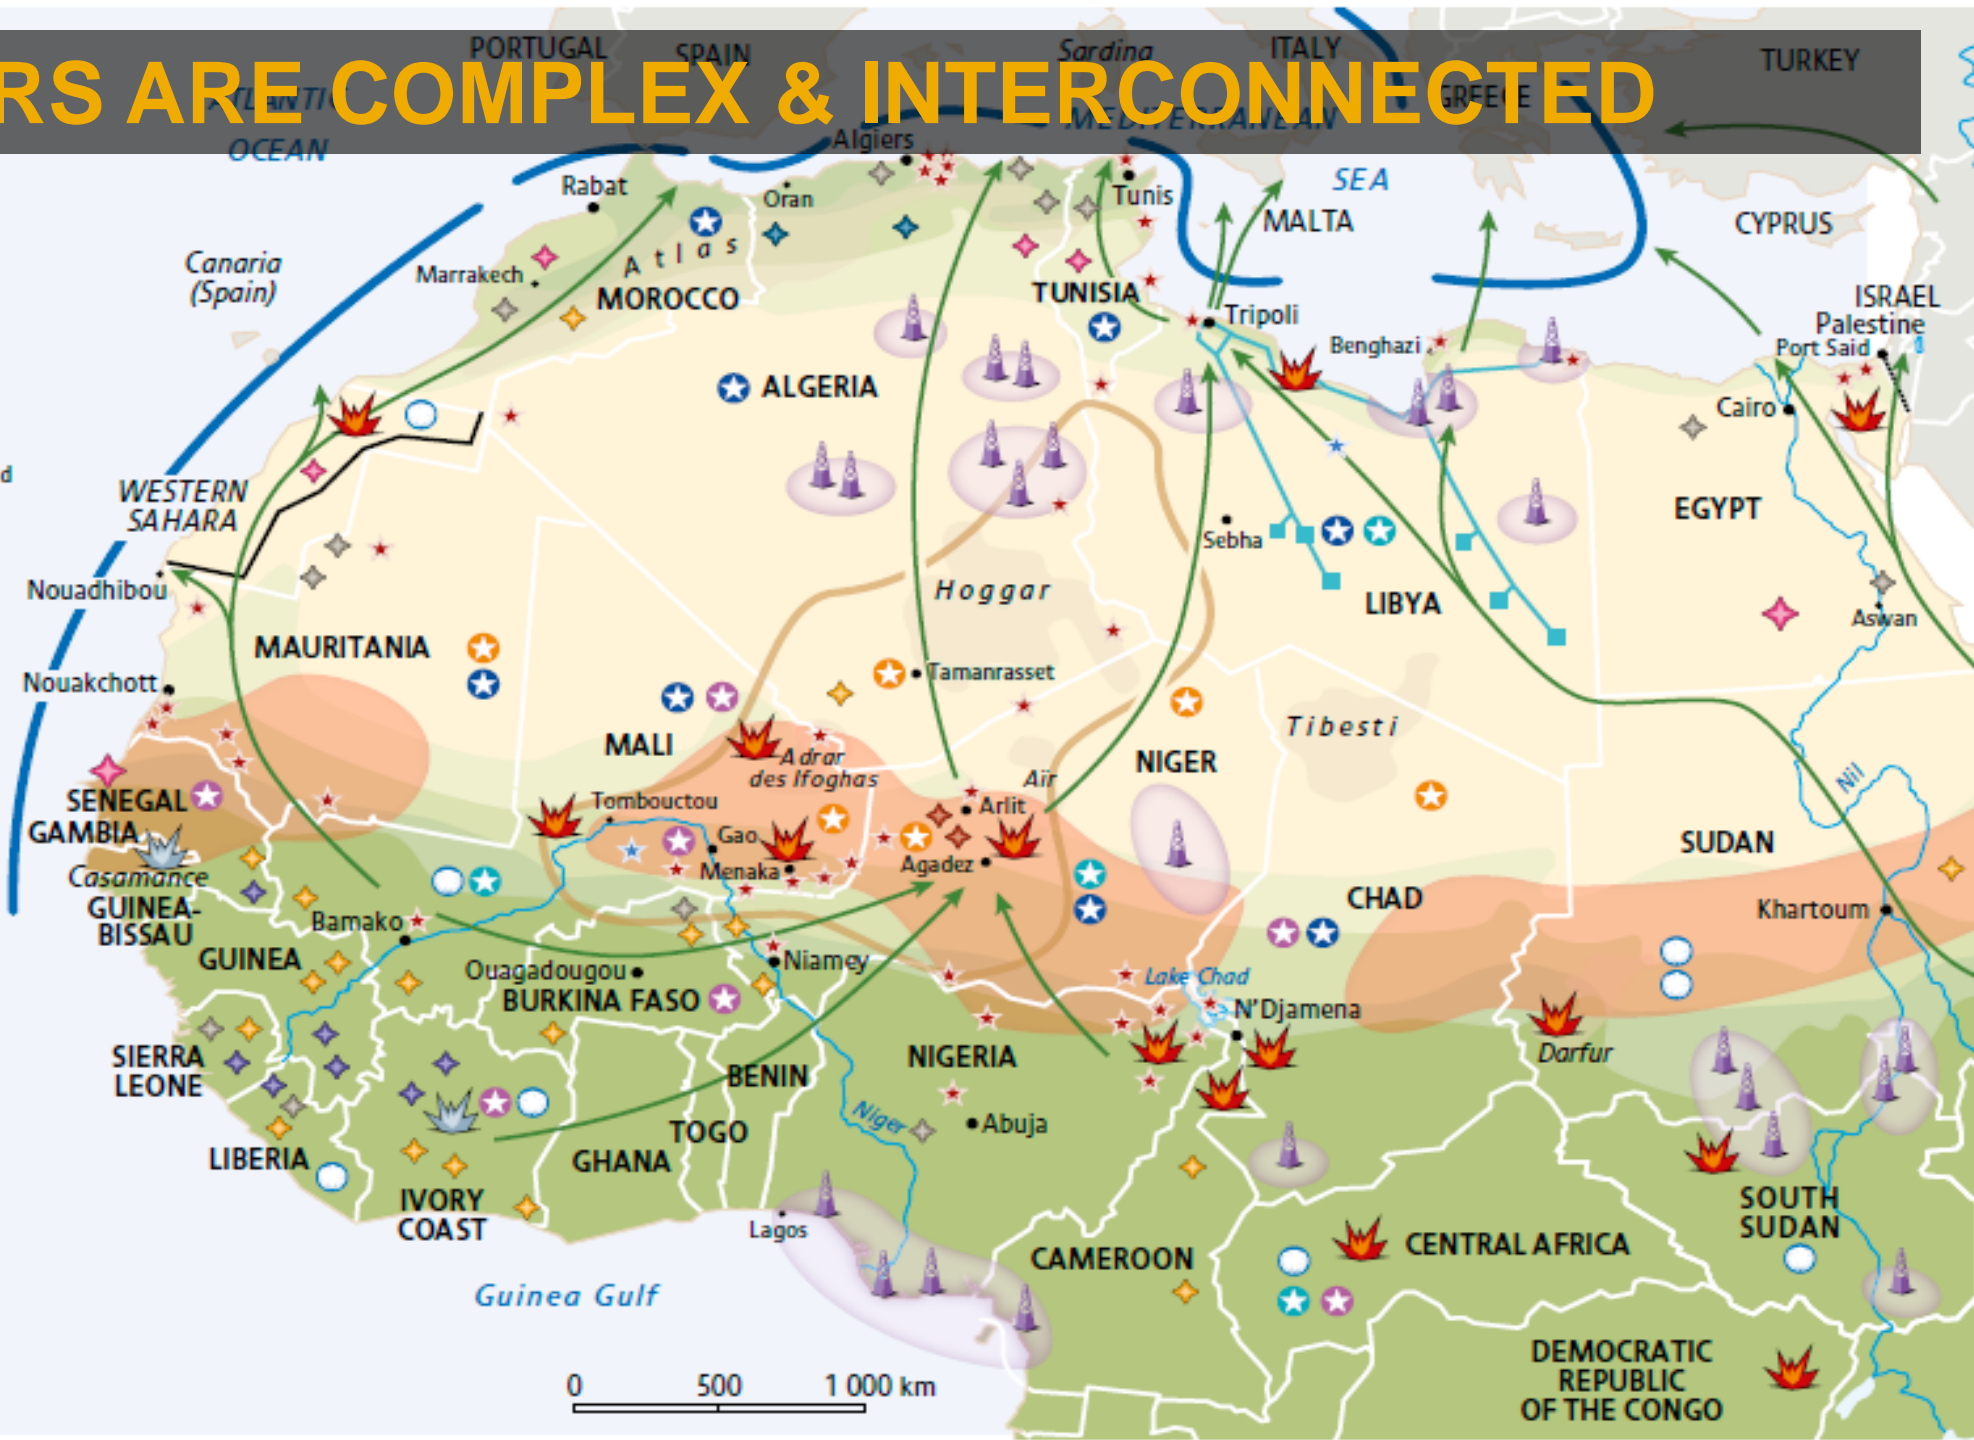 PORTUGAL
SPAIN
Sardina
ITALY
TURKEY
RS ARE COMPLEX & INTERCONNECTED
ATLANTIC
OCEAN
GREECE
MEDITERRANEAN
SEA
Algiers
Rabat
Oran
Tunis
MALTA
CYPRUS
Canaria
(Spain)
Marrakech
Atlas
MOROCCO
TUNISIA
Tripoli
Benghazi
ISRAEL
Palestine
Port Said
ALGERIA
Cairo
d
WESTERN
SAHARA
EGYPT
Sebha
Nouadhibou
Hoggar
LIBYA
Aswan
MAURITANIA
Nouakchott
Tamanrasset
MALI
Tibesti
Adrar
des Ifoghas
Aïr
NIGER
Nil
SENEGAL
GAMBIA
Tombouctou
Arlit
Gao
SUDAN
Menaka
Agadez
Casamance
GUINEA-
BISSAU
CHAD
Khartoum
Bamako
GUINEA
Niamey
Ouagadougou
BURKINA FASO
Lake Chad
N'Djamena
SIERRA
LEONE
BENIN
NIGERIA
Darfur
Niger
Abuja
TOGO
GHANA
LIBERIA
IVORY
COAST
Lagos
SOUTH
SUDAN
CAMEROON
CENTRAL AFRICA
Guinea Gulf
DEMOCRATIC
REPUBLIC
OF THE CONGO
0 500 1 000 km